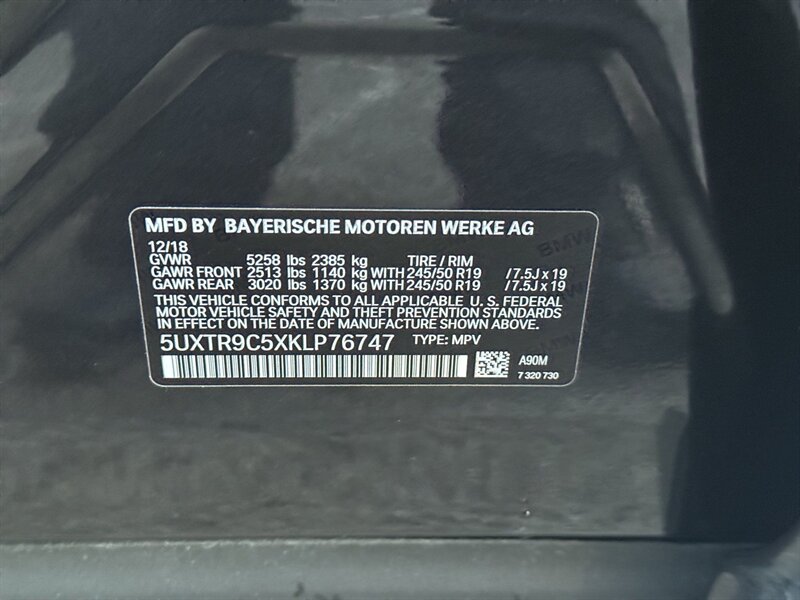 MFD BY BAYERISCHE MOTOREN WERKE AG
12/18
GVWR 5258 lbs 2385 kg TIRE / RIM
GAWR FRONT 2513 lbs 1140 kg WITH 245/50 R19 / 7.5J x 19
GAWR REAR 3020 lbs 1370 kg WITH 245/50 R19 / 7.5J x 19
THIS VEHICLE CONFORMS TO ALL APPLICABLE U. S. FEDERAL
MOTOR VEHICLE SAFETY AND THEFT PREVENTION STANDARDS
IN EFFECT ON THE DATE OF MANUFACTURE SHOWN ABOVE.
5UXTR9C5XKLP76747 TYPE: MPV
A90M
7 320 730